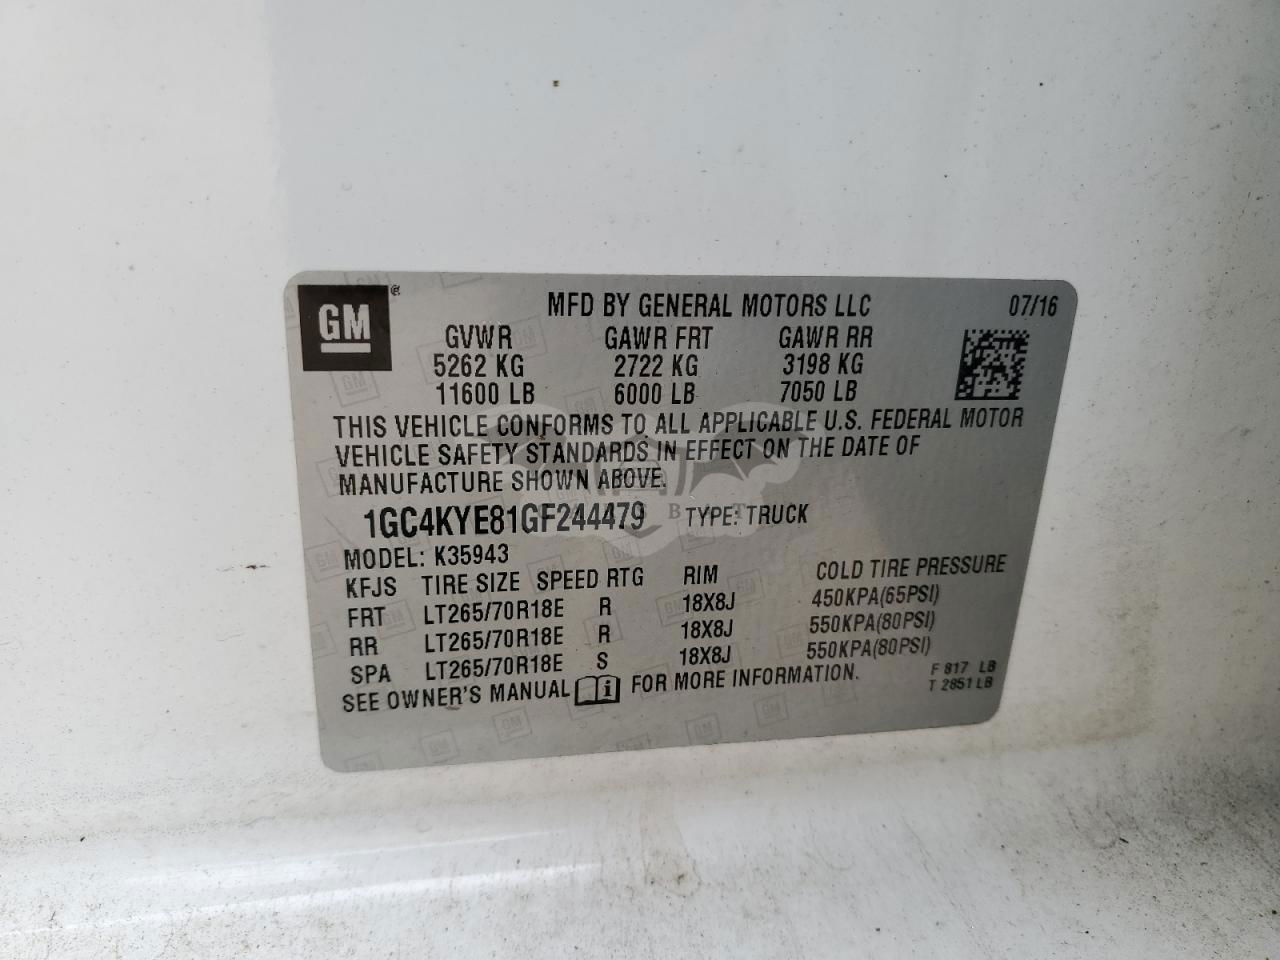 GM MFD BY GENERAL MOTORS LLC 07/16
GVWR GAWR FRT GAWR RR
5262 KG 2722 KG 3198 KG
11600 LB 6000 LB 7050 LB
THIS VEHICLE CONFORMS TO ALL APPLICABLE U.S. FEDERAL MOTOR
VEHICLE SAFETY STANDARDS IN EFFECT ON THE DATE OF
MANUFACTURE SHOWN ABOVE.
1GC4KYE81GF244479 TYPE: TRUCK
MODEL: K35943
KFJS TIRE SIZE SPEED RTG RIM COLD TIRE PRESSURE
FRT LT265/70R18E R 18X8J 450KPA(65PSI)
RR LT265/70R18E R 18X8J 550KPA(80PSI)
SPA LT265/70R18E S 18X8J 550KPA(80PSI)
SEE OWNER'S MANUAL FOR MORE INFORMATION.
F 817 LB
T 2851 LB